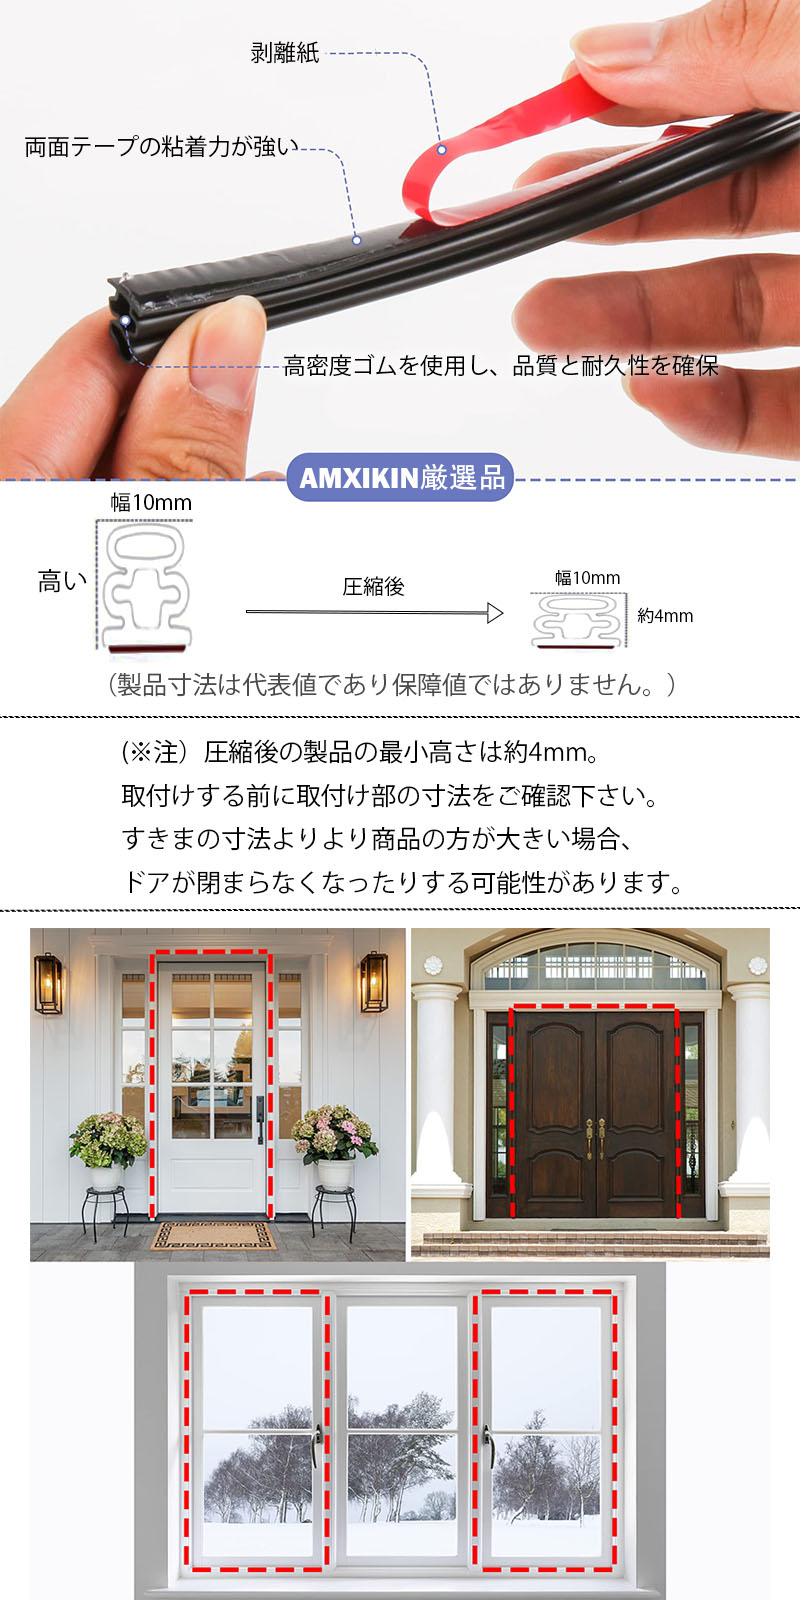 剥離紙
両面テープの粘着力が強い
高密度ゴムを使用し、品質と耐久性を確保
AMXIKIN厳選品
幅10mm
高い
圧縮後
幅10mm
約4mm
（製品寸法は代表値であり保障値ではありません。）
(※注）圧縮後の製品の最小高さは約4mm。
取付けする前に取付け部の寸法をご確認下さい。
すきまの寸法よりより商品の方が大きい場合、
ドアが閉まらなくなったりする可能性があります。